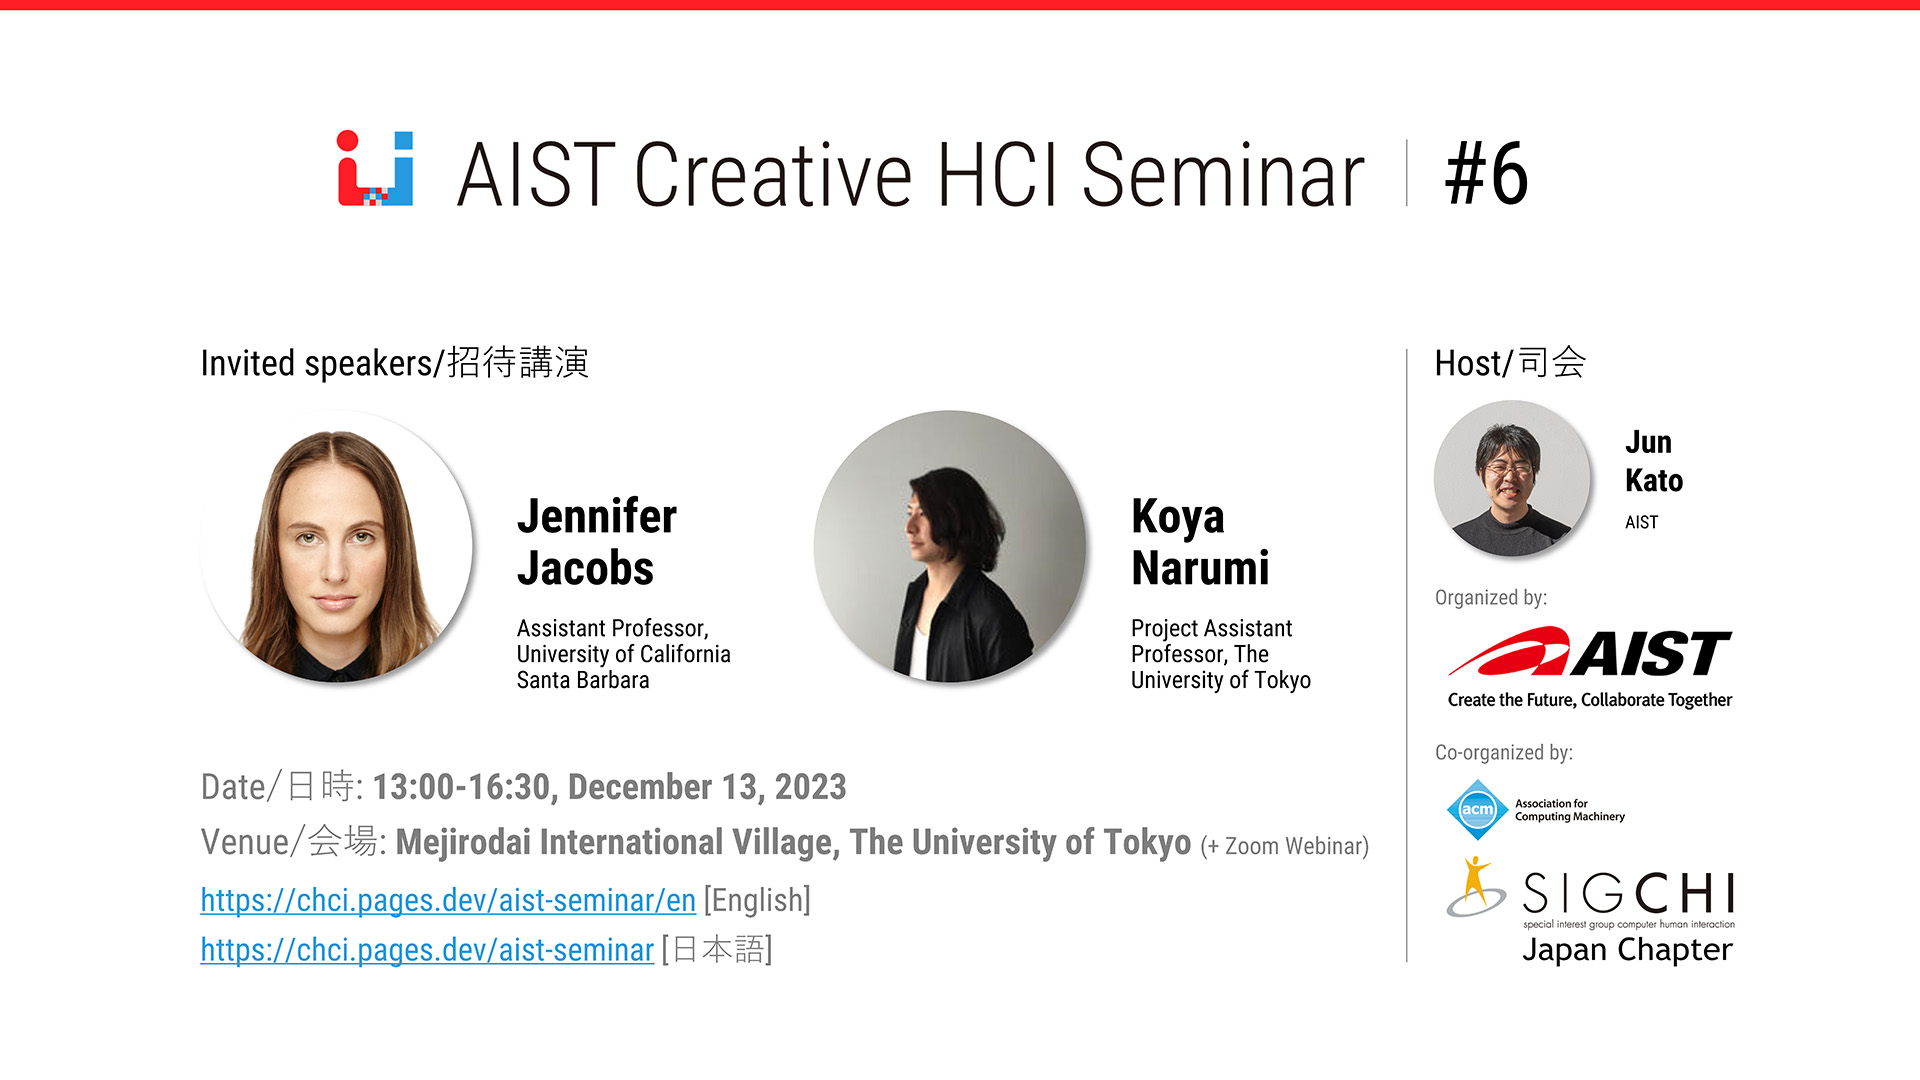 AIST Creative HCI Seminar #6
Invited speakers/招待講演
Jennifer
Jacobs
Assistant Professor,
University of California
Santa Barbara
Koya
Narumi
Project Assistant
Professor, The
University of Tokyo
Date/日時: 13:00-16:30, December 13, 2023
Venue/会場: Mejirodai International Village, The University of Tokyo (+ Zoom Webinar)
https://chci.pages.dev/aist-seminar/en [English]
https://chci.pages.dev/aist-seminar [日本語]
Host/司会
Jun
Kato
AIST
Organized by:
AIST
Create the Future, Collaborate Together
Co-organized by:
acm
Association for
Computing Machinery
SIGCHI
special interest group computer human interaction
Japan Chapter